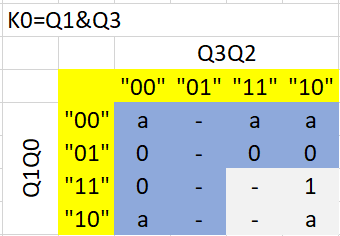 K0=Q1&Q3
Q3Q2
"00" "01" "11" "10"
Q1Q0
"00" a - a a
"01" 0 - 0 0
"11" 0 - - 1
"10" a - - a